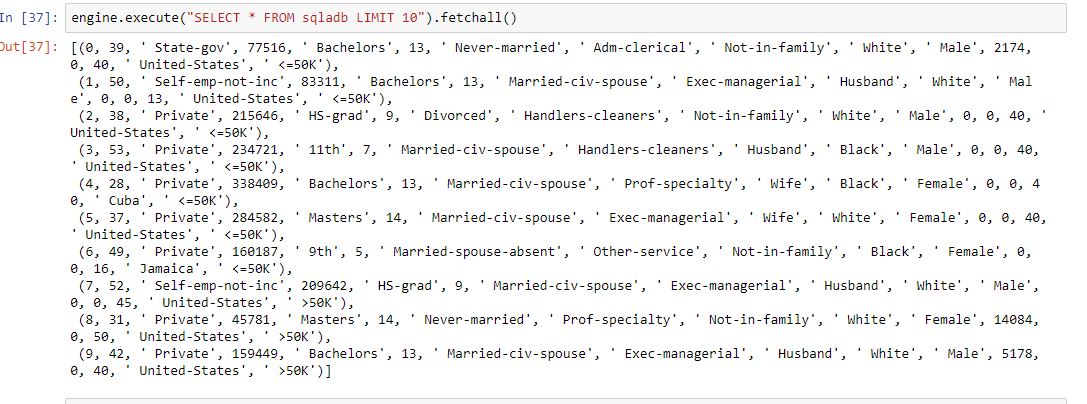 In [37]: engine.execute("SELECT * FROM sqladb LIMIT 10").fetchall()
Out[37]: [(0, 39, ' State-gov', 77516, ' Bachelors', 13, ' Never-married', ' Adm-clerical', ' Not-in-family', ' White', ' Male', 2174,
0, 40, ' United-States', ' <=50K'),
(1, 50, ' Self-emp-not-inc', 83311, ' Bachelors', 13, ' Married-civ-spouse', ' Exec-managerial', ' Husband', ' White', ' Mal
e', 0, 0, 13, ' United-States', ' <=50K'),
(2, 38, ' Private', 215646, ' HS-grad', 9, ' Divorced', ' Handlers-cleaners', ' Not-in-family', ' White', ' Male', 0, 0, 40, '
United-States', ' <=50K'),
(3, 53, ' Private', 234721, ' 11th', 7, ' Married-civ-spouse', ' Handlers-cleaners', ' Husband', ' Black', ' Male', 0, 0, 40,
' United-States', ' <=50K'),
(4, 28, ' Private', 338409, ' Bachelors', 13, ' Married-civ-spouse', ' Prof-specialty', ' Wife', ' Black', ' Female', 0, 0, 4
0, ' Cuba', ' <=50K'),
(5, 37, ' Private', 284582, ' Masters', 14, ' Married-civ-spouse', ' Exec-managerial', ' Wife', ' White', ' Female', 0, 0, 40,
' United-States', ' <=50K'),
(6, 49, ' Private', 160187, ' 9th', 5, ' Married-spouse-absent', ' Other-service', ' Not-in-family', ' Black', ' Female', 0,
0, 16, ' Jamaica', ' <=50K'),
(7, 52, ' Self-emp-not-inc', 209642, ' HS-grad', 9, ' Married-civ-spouse', ' Exec-managerial', ' Husband', ' White', ' Male',
0, 0, 45, ' United-States', ' >50K'),
(8, 31, ' Private', 45781, ' Masters', 14, ' Never-married', ' Prof-specialty', ' Not-in-family', ' White', ' Female', 14084,
0, 50, ' United-States', ' >50K'),
(9, 42, ' Private', 159449, ' Bachelors', 13, ' Married-civ-spouse', ' Exec-managerial', ' Husband', ' White', ' Male', 5178,
0, 40, ' United-States', ' >50K')]